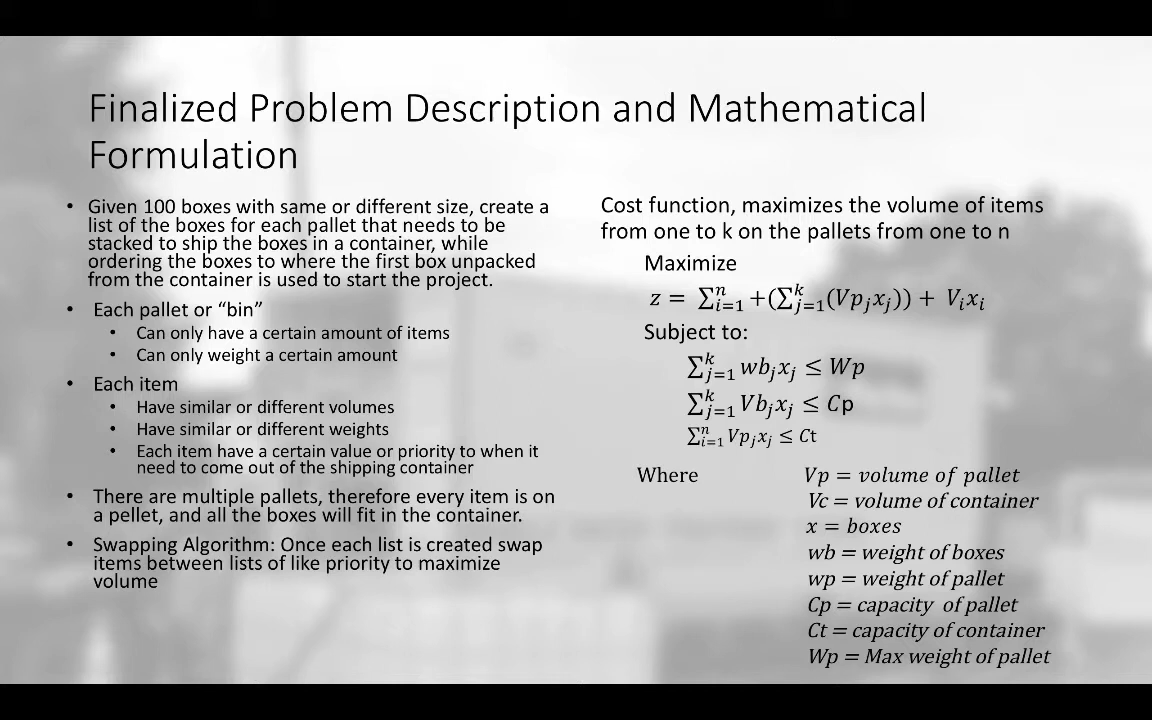 Finalized Problem Description and Mathematical
Formulation
• Given 100 boxes with same or different size, create a
list of the boxes for each pallet that needs to be
stacked to ship the boxes in a container, while
ordering the boxes to where the first box unpacked
from the container is used to start the project.
• Each pallet or “bin”
• Can only have a certain amount of items
• Can only weight a certain amount
• Each item
• Have similar or different volumes
• Have similar or different weights
• Each item have a certain value or priority to when it
need to come out of the shipping container
• There are multiple pallets, therefore every item is on
a pellet, and all the boxes will fit in the container.
• Swapping Algorithm: Once each list is created swap
items between lists of like priority to maximize
volume
Cost function, maximizes the volume of items
from one to k on the pallets from one to n
Maximize
z = ∑ⁿᵢ₌₁ +(∑ᵏⱼ₌₁(Vpⱼxⱼ)) + Vᵢxᵢ
Subject to:
∑ᵏⱼ₌₁ wbⱼxⱼ ≤ Wp
∑ᵏⱼ₌₁ Vbⱼxⱼ ≤ Cp
∑ⁿᵢ₌₁ Vpⱼxⱼ ≤ Ct
Where Vp = volume of pallet
Vc = volume of container
x = boxes
wb = weight of boxes
wp = weight of pallet
Cp = capacity of pallet
Ct = capacity of container
Wp = Max weight of pallet